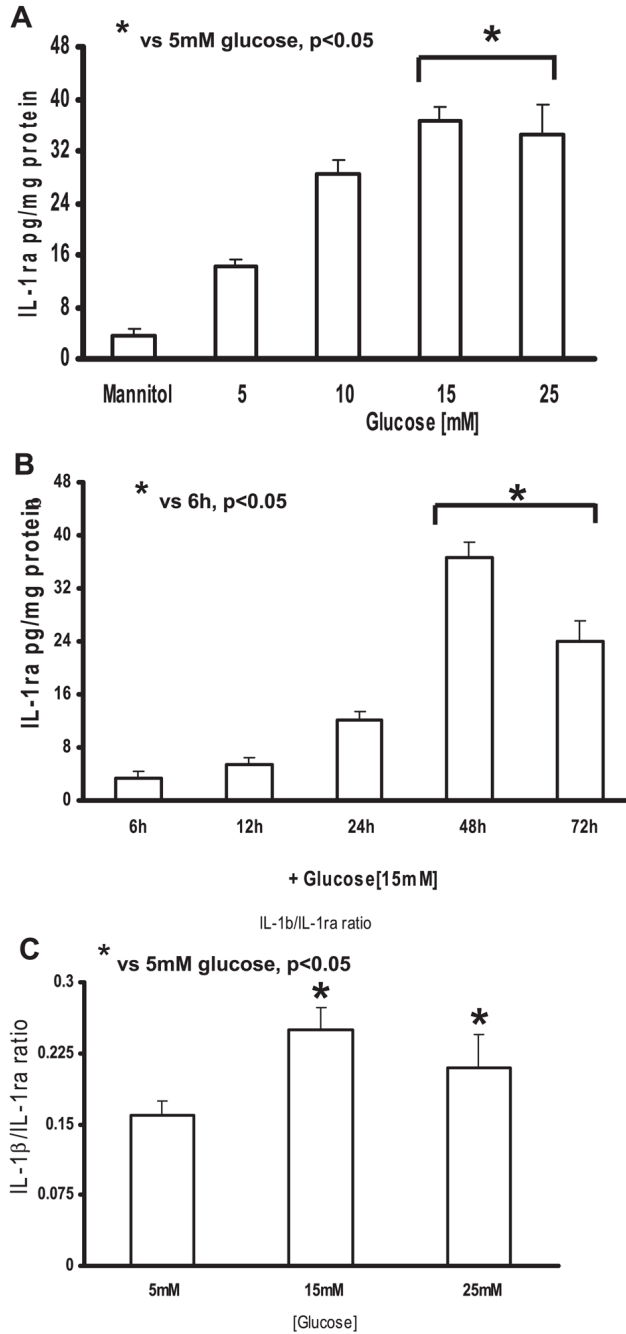 A
* vs 5mM glucose, p<0.05
*
IL-1ra pg/mg protein
48
40
32
24
16
8
0
Mannitol 5 10 15 25
Glucose [mM]
B
* vs 6h, p<0.05
*
IL-1ra pg/mg protein
48
40
32
24
16
8
0
6h 12h 24h 48h 72h
+ Glucose[15mM]
IL-1b/IL-1ra ratio
C
* vs 5mM glucose, p<0.05
* *
IL-1β/IL-1ra ratio
0.3
0.225
0.15
0.075
0
5mM 15mM 25mM
[Glucose]